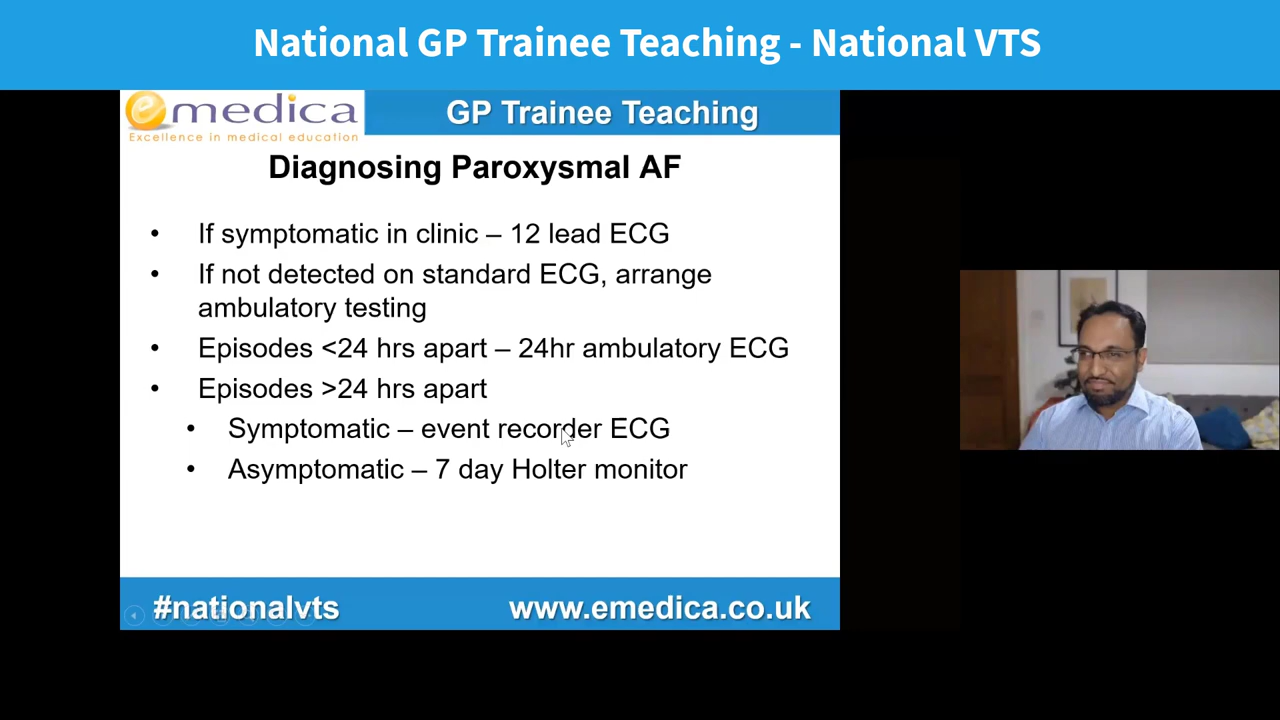 National GP Trainee Teaching - National VTS
emedica
Excellence in medical education
GP Trainee Teaching
Diagnosing Paroxysmal AF
• If symptomatic in clinic – 12 lead ECG
• If not detected on standard ECG, arrange
ambulatory testing
• Episodes <24 hrs apart – 24hr ambulatory ECG
• Episodes >24 hrs apart
• Symptomatic – event recorder ECG
• Asymptomatic – 7 day Holter monitor
#nationalvts
www.emedica.co.uk